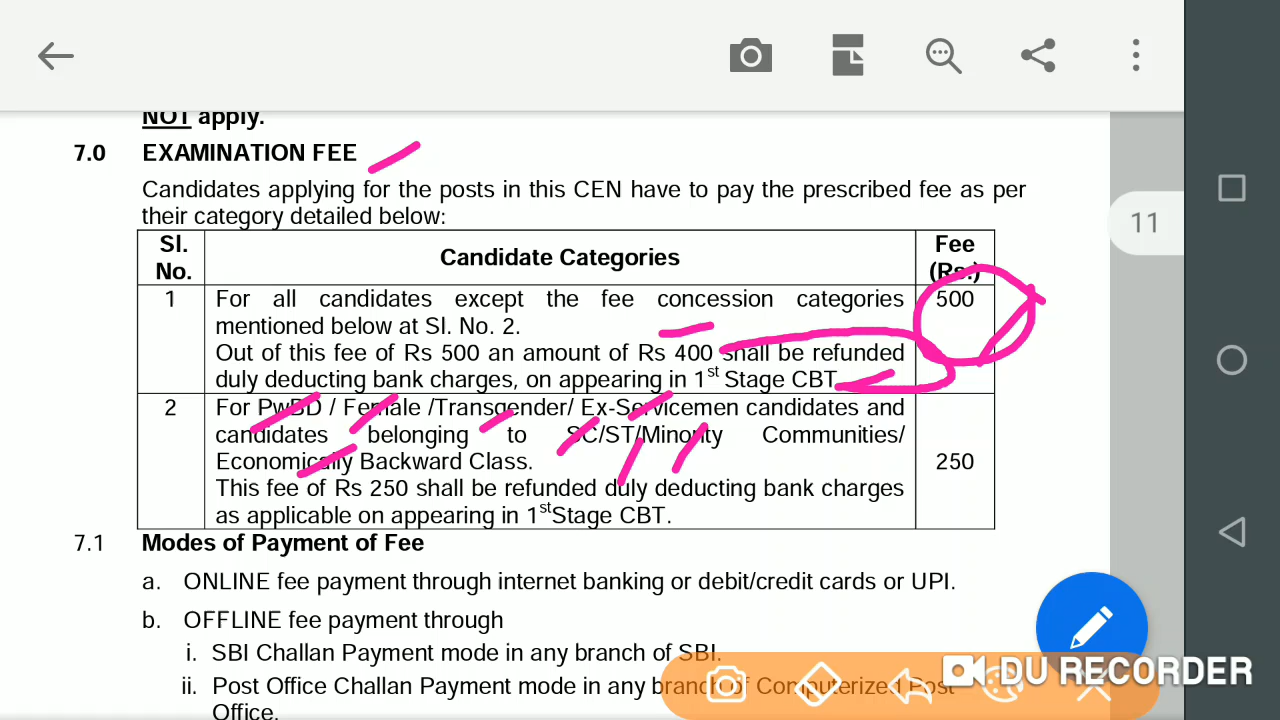 NOT apply.
7.0 EXAMINATION FEE
Candidates applying for the posts in this CEN have to pay the prescribed fee as per
their category detailed below:
Sl. No. Candidate Categories Fee (Rs.)
1 For all candidates except the fee concession categories 500
mentioned below at Sl. No. 2.
Out of this fee of Rs 500 an amount of Rs 400 shall be refunded
duly deducting bank charges, on appearing in 1st Stage CBT
2 For PwBD / Female /Transgender/ Ex-Servicemen candidates and
candidates belonging to SC/ST/Minority Communities/
Economically Backward Class. 250
This fee of Rs 250 shall be refunded duly deducting bank charges
as applicable on appearing in 1st Stage CBT.
7.1 Modes of Payment of Fee
a. ONLINE fee payment through internet banking or debit/credit cards or UPI.
b. OFFLINE fee payment through
i. SBI Challan Payment mode in any branch of SBI.
ii. Post Office Challan Payment mode in any branch of Computerized Post
Office.
11
DU RECORDER